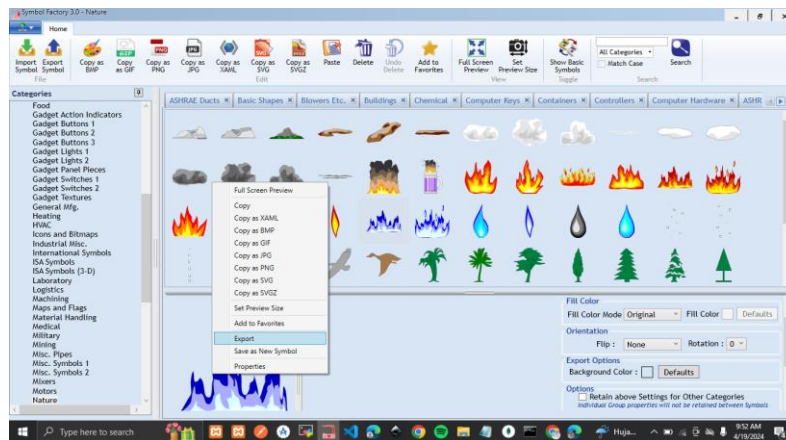 Symbol Factory 3.0 - Nature
Home
Import Symbol
Export Symbol
Copy as BMP
Copy as GIF
Copy as PNG
Copy as JPG
Copy as XAML
Copy as SVG
Copy as SVGZ
Paste
Delete
Undo Delete
Add to Favorites
Full Screen Preview
Set Preview Size
Show Basic Symbols
All Categories
Match Case
Search
File
Edit
View
Toggle
Search
Categories
ASHRAE Ducts
Basic Shapes
Blowers Etc.
Buildings
Chemical
Computer Keys
Containers
Controllers
Computer Hardware
ASHR
Food
Gadget Action Indicators
Gadget Buttons 1
Gadget Buttons 2
Gadget Buttons 3
Gadget Lights 1
Gadget Lights 2
Gadget Panel Pieces
Gadget Switches 1
Gadget Switches 2
Gadget Textures
General Mfg.
Heating
HVAC
Icons and Bitmaps
Industrial Misc.
International Symbols
ISA Symbols
ISA Symbols (3-D)
Laboratory
Logistics
Machining
Maps and Flags
Material Handling
Medical
Military
Mining
Misc. Pipes
Misc. Symbols 1
Misc. Symbols 2
Mixers
Motors
Nature
Full Screen Preview
Copy
Copy as XAML
Copy as BMP
Copy as GIF
Copy as JPG
Copy as PNG
Copy as SVG
Copy as SVGZ
Set Preview Size
Add to Favorites
Export
Save as New Symbol
Properties
Fill Color
Fill Color Mode Original
Fill Color
Defaults
Orientation
Flip : None
Rotation : 0
Export Options
Background Color :
Defaults
Options
Retain above Settings for Other Categories
Individual Group properties will not be retained between Symbols
Type here to search
Huja...
9:52 AM
4/19/2024